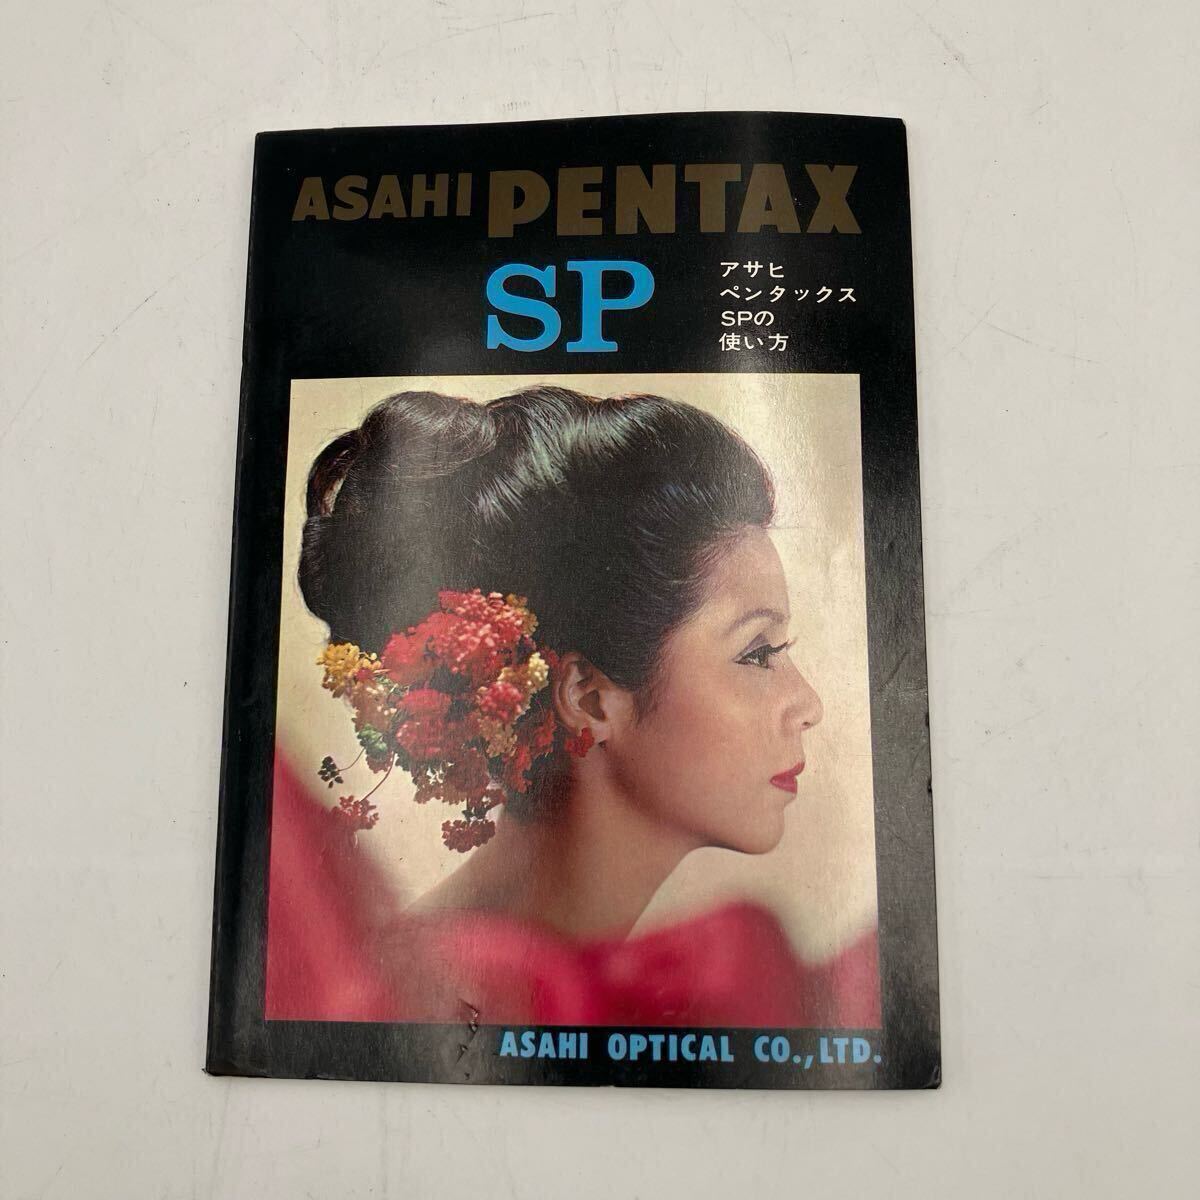 ASAHI PENTAX
SP
アサヒ
ペンタックス
SPの
使い方
ASAHI OPTICAL CO., LTD.